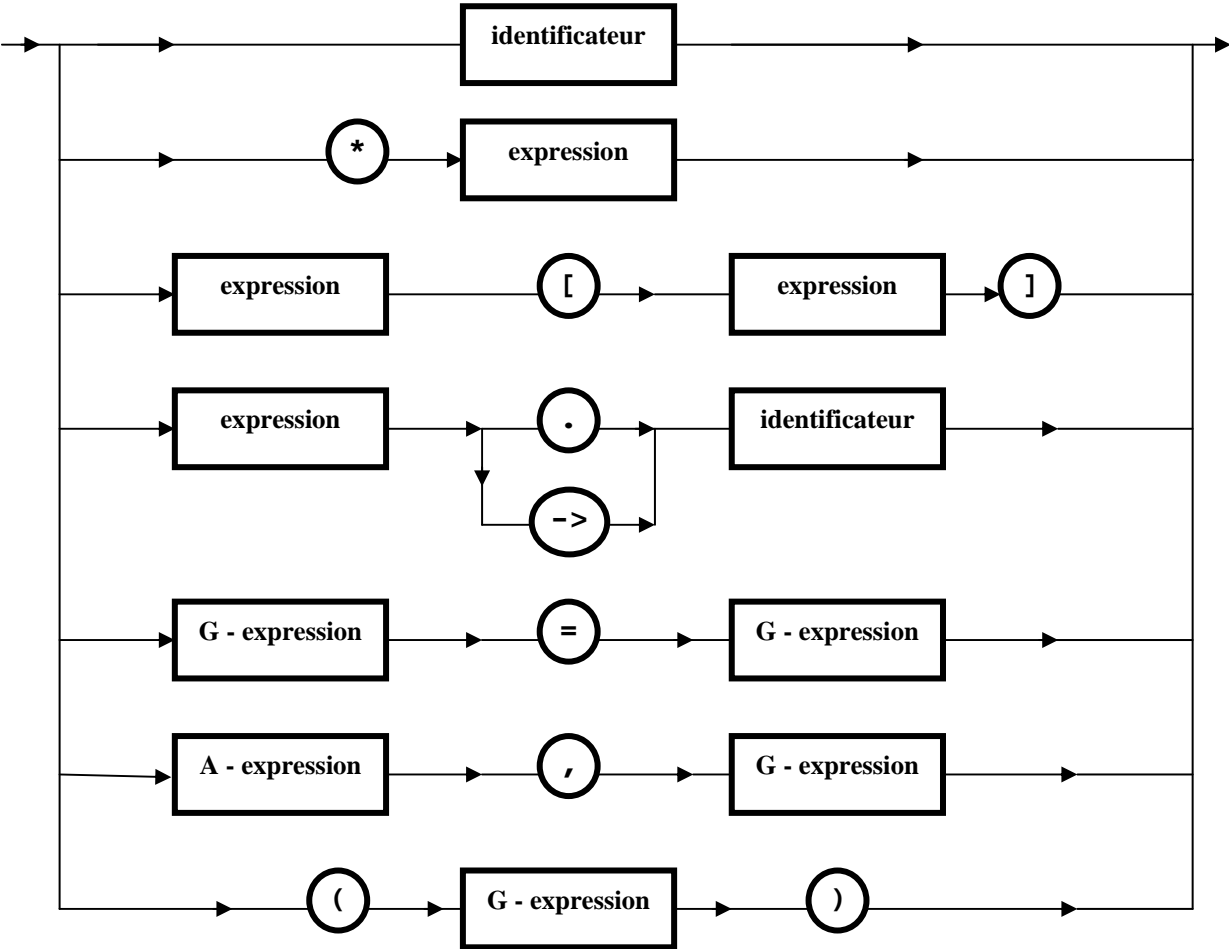 identificateur
* expression
expression [ expression ]
expression . identificateur
->
G - expression = G - expression
A - expression , G - expression
( G - expression )